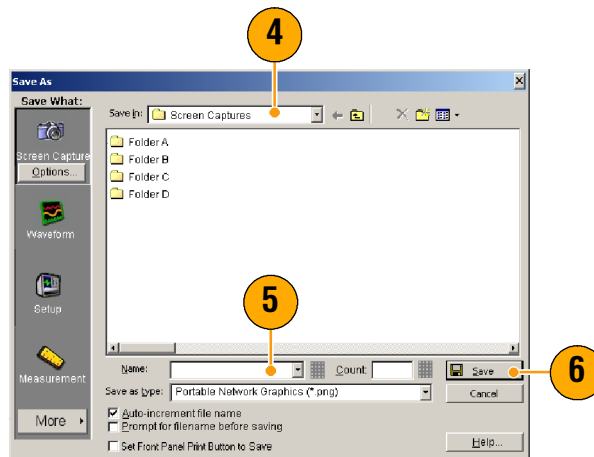 4
Save As
Save What:
Save in: Screen Captures
Screen Capture
Options...
Folder A
Folder B
Folder C
Folder D
Waveform
Setup
5
Measurement
Name:
Count:
Save
6
Save as type: Portable Network Graphics (*.png)
Cancel
Auto-increment file name
Prompt for filename before saving
More
Set Front Panel Print Button to Save
Help...